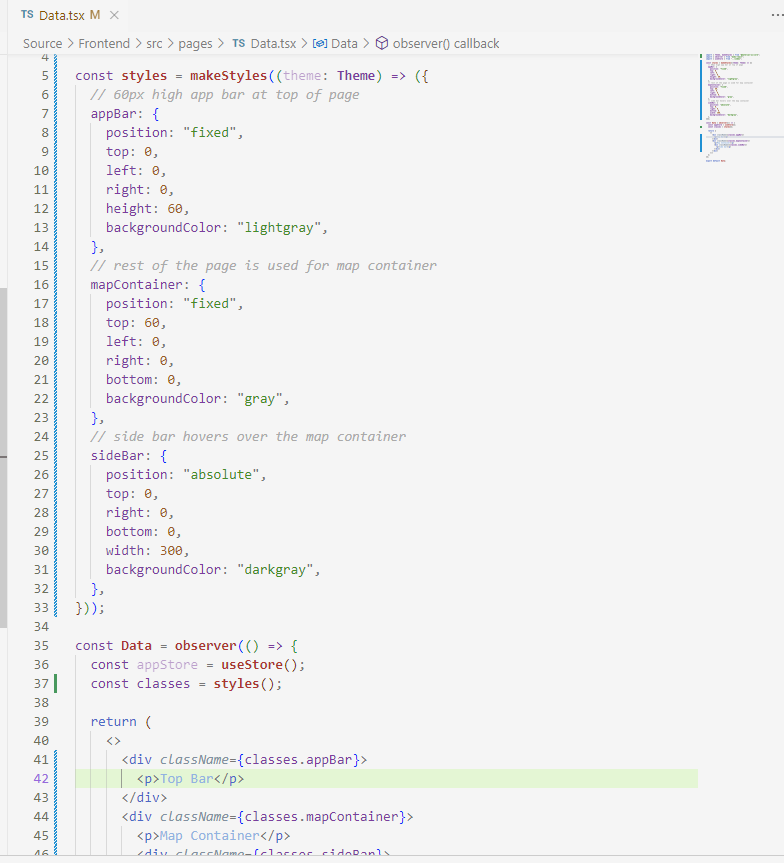 TS Data.tsx M ×
Source > Frontend > src > pages > TS Data.tsx > Data > observer() callback
4
5 const styles = makeStyles((theme: Theme) => ({
6 // 60px high app bar at top of page
7 appBar: {
8 position: "fixed",
9 top: 0,
10 left: 0,
11 right: 0,
12 height: 60,
13 backgroundColor: "lightgray",
14 },
15 // rest of the page is used for map container
16 mapContainer: {
17 position: "fixed",
18 top: 60,
19 left: 0,
20 right: 0,
21 bottom: 0,
22 backgroundColor: "gray",
23 },
24 // side bar hovers over the map container
25 sideBar: {
26 position: "absolute",
27 top: 0,
28 right: 0,
29 bottom: 0,
30 width: 300,
31 backgroundColor: "darkgray",
32 },
33 }));
34
35 const Data = observer(() => {
36 const appStore = useStore();
37 const classes = styles();
38
39 return (
40 <>
41 <div className={classes.appBar}>
42 <p>Top Bar</p>
43 </div>
44 <div className={classes.mapContainer}>
45 <p>Map Container</p>
46 <div className={classes.sideBar}>